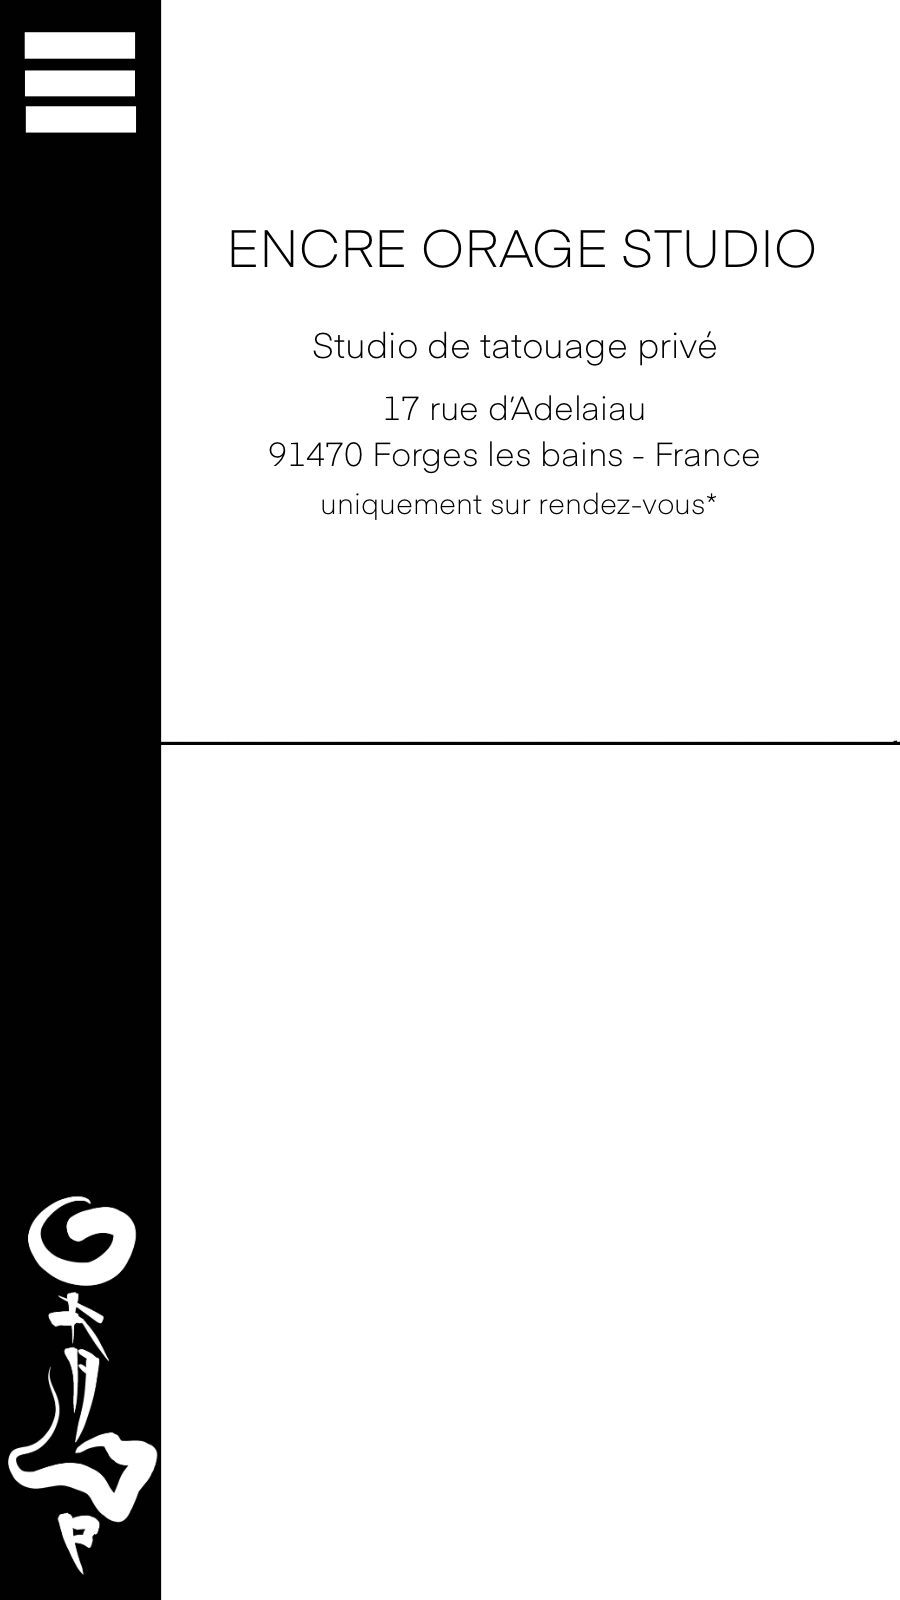 ENCRE ORAGE STUDIO
Studio de tatouage privé
17 rue d’Adelaiau
91470 Forges les bains - France
uniquement sur rendez-vous*